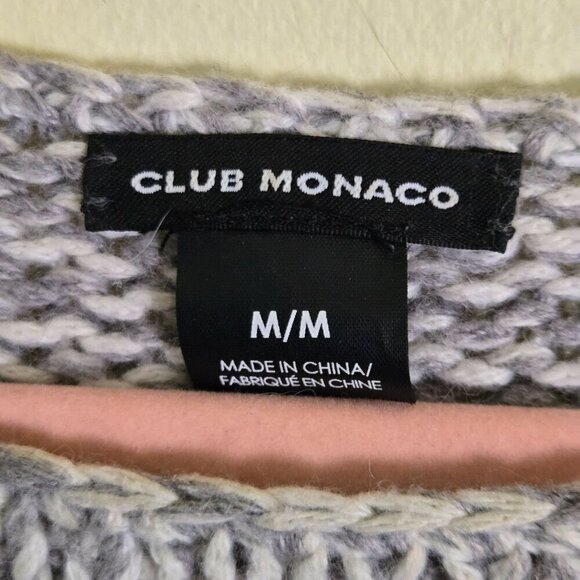 CLUB MONACO
M/M
MADE IN CHINA/
FABRIQUÉ EN CHINE